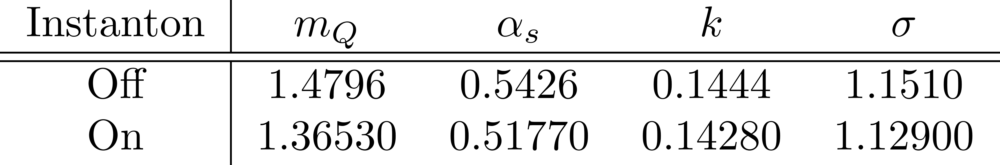 Instanton m_Q α_s k σ
Off 1.4796 0.5426 0.1444 1.1510
On 1.36530 0.51770 0.14280 1.12900